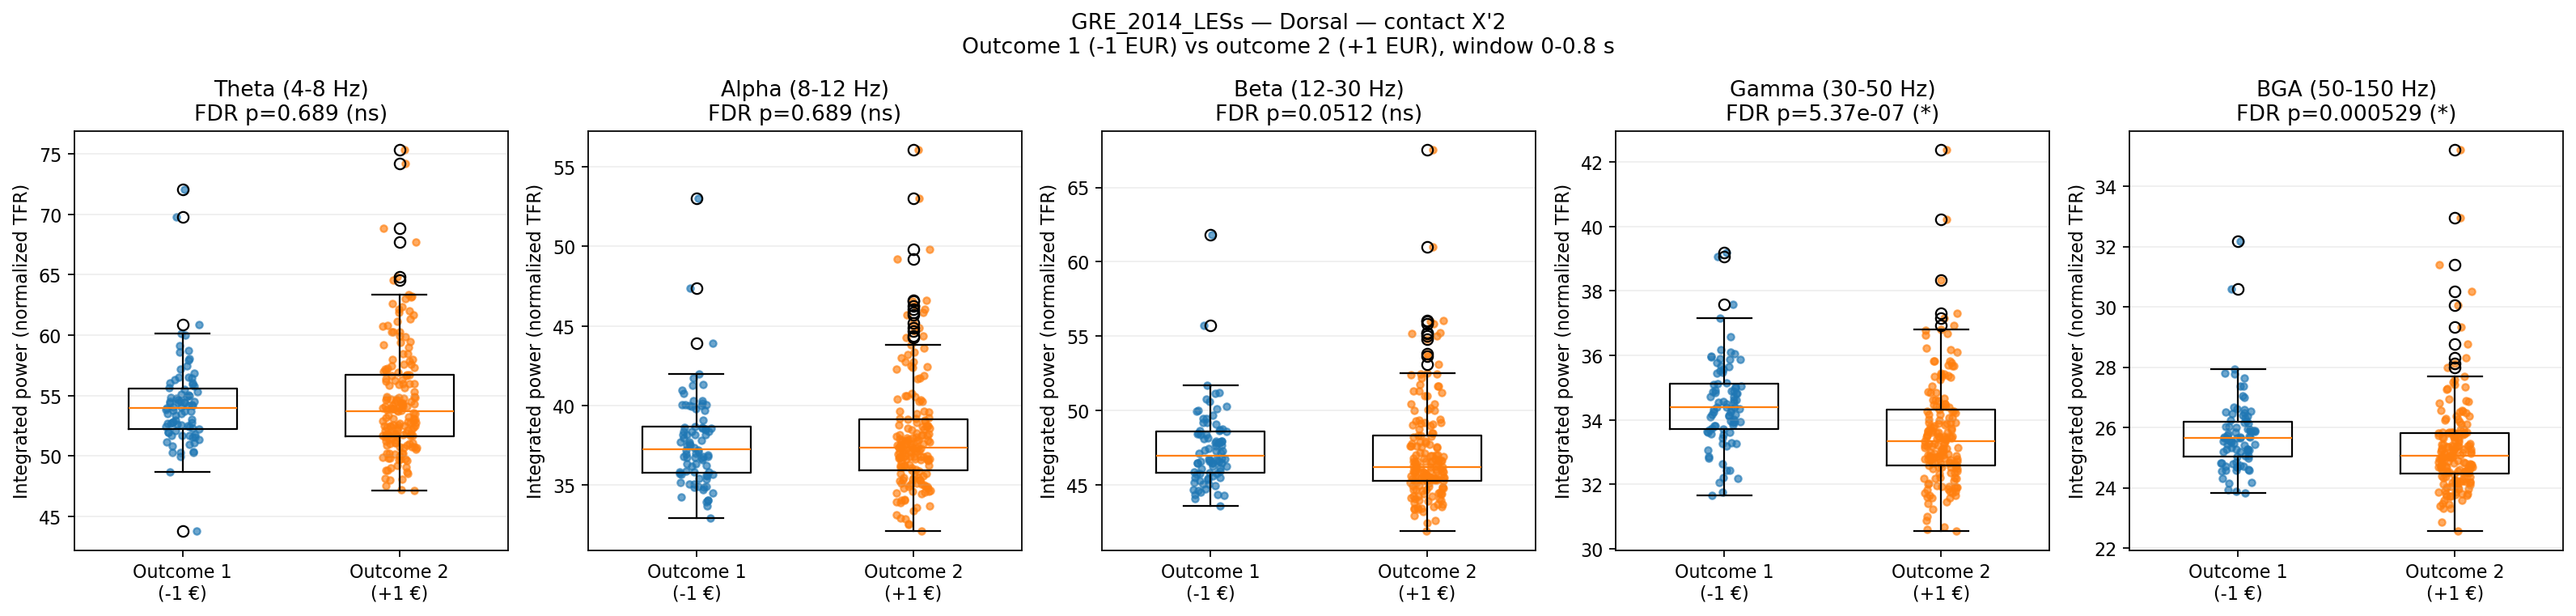 GRE_2014_LESs — Dorsal — contact X'2
Outcome 1 (-1 EUR) vs outcome 2 (+1 EUR), window 0-0.8 s
Theta (4-8 Hz)
FDR p=0.689 (ns)
Integrated power (normalized TFR)
75
70
65
60
55
50
45
Outcome 1
(-1 €)
Outcome 2
(+1 €)
Alpha (8-12 Hz)
FDR p=0.689 (ns)
Integrated power (normalized TFR)
55
50
45
40
35
Outcome 1
(-1 €)
Outcome 2
(+1 €)
Beta (12-30 Hz)
FDR p=0.0512 (ns)
Integrated power (normalized TFR)
65
60
55
50
45
Outcome 1
(-1 €)
Outcome 2
(+1 €)
Gamma (30-50 Hz)
FDR p=5.37e-07 (*)
Integrated power (normalized TFR)
42
40
38
36
34
32
30
Outcome 1
(-1 €)
Outcome 2
(+1 €)
BGA (50-150 Hz)
FDR p=0.000529 (*)
Integrated power (normalized TFR)
34
32
30
28
26
24
22
Outcome 1
(-1 €)
Outcome 2
(+1 €)